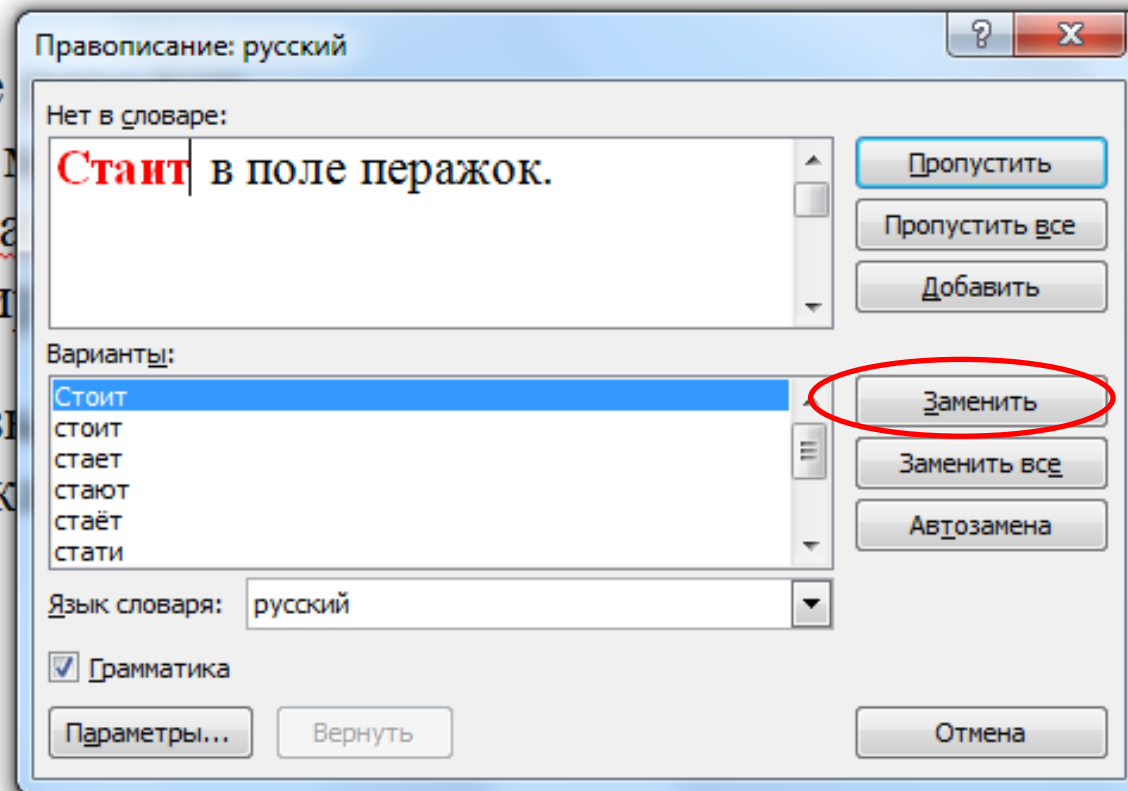 Правописание: русский
Нет в словаре:
Стаит в поле перажок.
Пропустить
Пропустить все
Добавить
Варианты:
Стоит
стоит
стает
стают
стаёт
стати
Заменить
Заменить все
Автозамена
Язык словаря: русский
Грамматика
Параметры... Вернуть Отмена